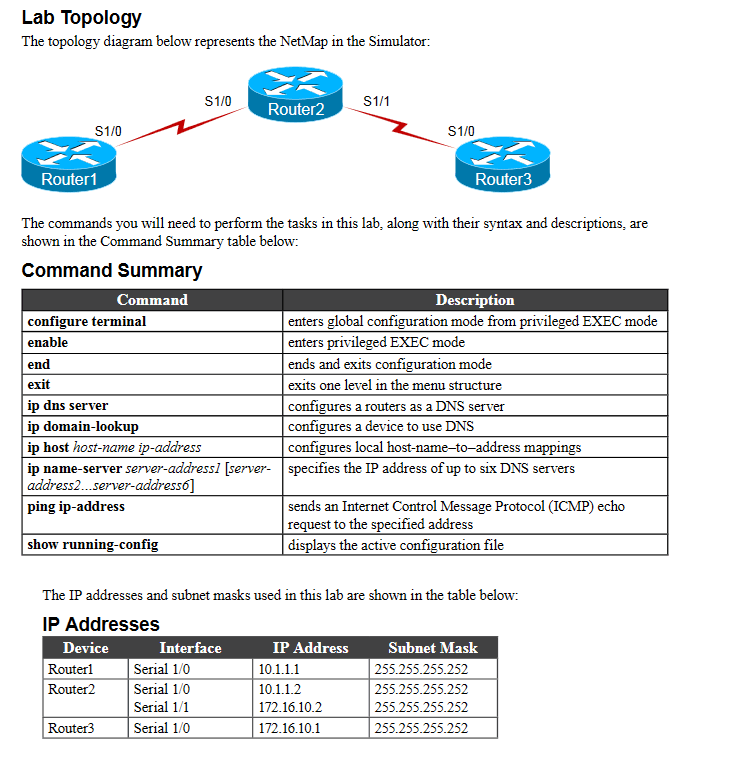 Lab Topology
The topology diagram below represents the NetMap in the Simulator:
S1/0
Router2
S1/1
S1/0
S1/0
Router1
Router3
The commands you will need to perform the tasks in this lab, along with their syntax and descriptions, are
shown in the Command Summary table below:
Command Summary
Command Description
configure terminal enters global configuration mode from privileged EXEC mode
enable enters privileged EXEC mode
end ends and exits configuration mode
exit exits one level in the menu structure
ip dns server configures a routers as a DNS server
ip domain-lookup configures a device to use DNS
ip host host-name ip-address configures local host-name–to–address mappings
ip name-server server-address1 [server- specifies the IP address of up to six DNS servers
address2...server-address6]
ping ip-address sends an Internet Control Message Protocol (ICMP) echo
request to the specified address
show running-config displays the active configuration file
The IP addresses and subnet masks used in this lab are shown in the table below:
IP Addresses
Device Interface IP Address Subnet Mask
Router1 Serial 1/0 10.1.1.1 255.255.255.252
Router2 Serial 1/0 10.1.1.2 255.255.255.252
Serial 1/1 172.16.10.2 255.255.255.252
Router3 Serial 1/0 172.16.10.1 255.255.255.252